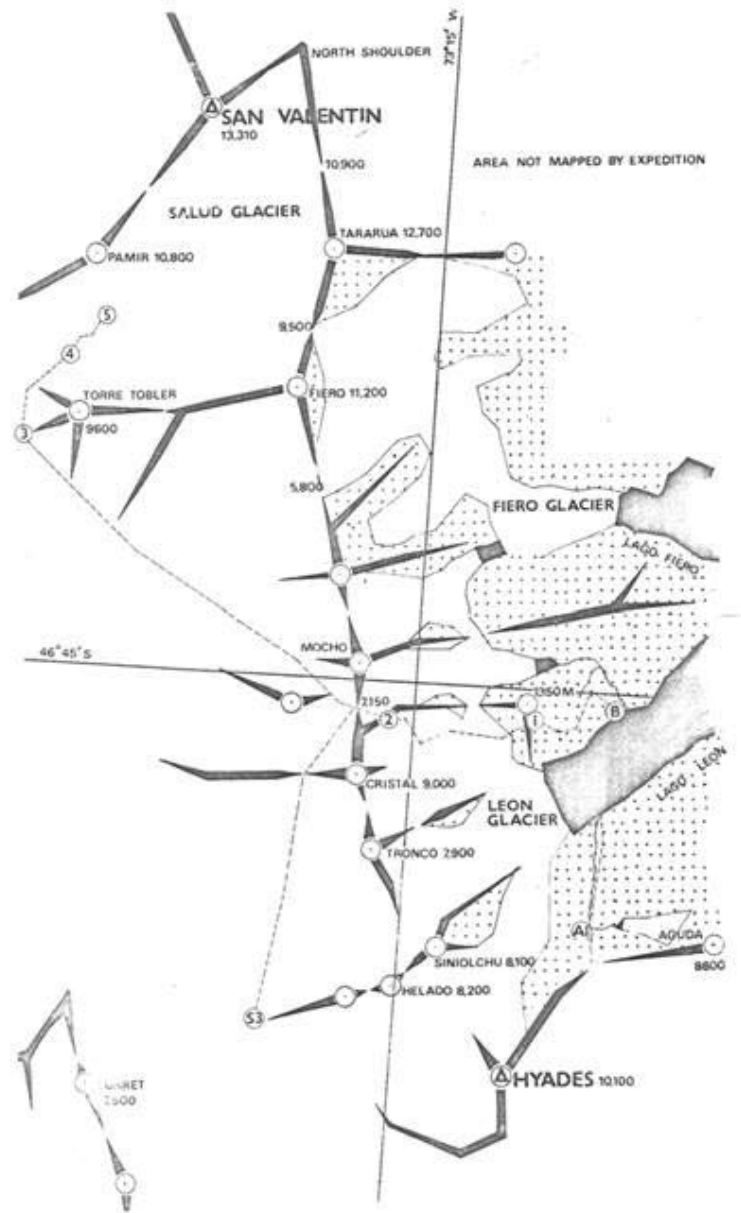 NORTH SHOULDER
73°15' W
SAN VALENTIN
13,310
10,900
AREA NOT MAPPED BY EXPEDITION
SALUD GLACIER
TARARUA 12,700
PAMIR 10,800
5
9,500
4
TORRE TOBLER
FIERO 11,200
9600
3
5,800
FIERO GLACIER
LAGO FIERO
MOCHO
46°45' S
1,150 M
7,150
2
1
B
CRISTAL 9,000
LAGO LEON
LEON
GLACIER
TRONCO 7,900
A
AGUDA
SINIOLCHU 8,100
8600
HELADO 8,200
S3
HYADES 10,100